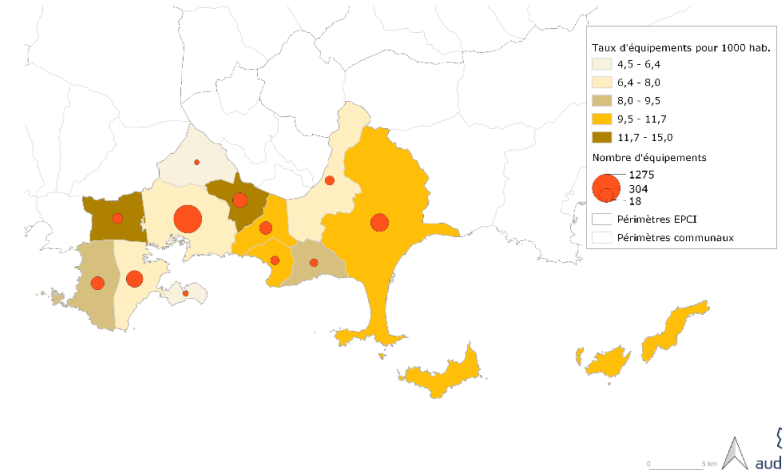 Taux d'équipements pour 1000 hab.
4,5 - 6,4
6,4 - 8,0
8,0 - 9,5
9,5 - 11,7
11,7 - 15,0
Nombre d'équipements
1275
304
18
Périmètres EPCI
Périmètres communaux
0 5 km
aud